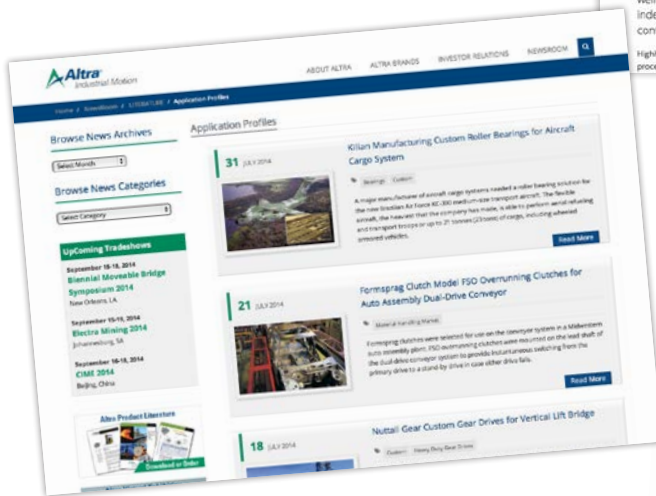 Well
inde
con
Highl
proce
Altra
Industrial Motion
ABOUT ALTRA
ALTRA BRANDS
INVESTOR RELATIONS
NEWSROOM
Home / NewsRoom / LITERATURE / Application Profiles
Browse News Archives
Select Month
Browse News Categories
Select Category
UpComing Tradeshows
September 15-18, 2014
Biennial Moveable Bridge
Symposium 2014
New Orleans, LA
September 15-19, 2014
Electra Mining 2014
Johannesburg, SA
September 16-18, 2014
CIME 2014
Beijing, China
Altra Product Literature
Download or Order
Application Profiles
31 JULY 2014
Kilian Manufacturing Custom Roller Bearings for Aircraft
Cargo System
Bearings Custom
A major manufacturer of aircraft cargo systems needed a roller bearing solution for
the new Brazilian Air Force KC-390 medium-size transport aircraft. The flexible
aircraft, the heaviest that the company has made, is able to perform aerial refueling
and transport troops or up to 21 tonnes (23 tons) of cargo, including wheeled
armored vehicles.
Read More
21 JULY 2014
Formsprag Clutch Model FSO Overrunning Clutches for
Auto Assembly Dual-Drive Conveyor
Material Handling Market
Formsprag clutches were selected for use on the conveyor system in a Midwestern
auto assembly plant. FSO overrunning clutches were mounted on the lead shaft of
the dual drive conveyor system to provide instantaneous switching from the
primary drive to a stand-by drive in case either drive fails.
Read More
18 JULY 2014
Nuttall Gear Custom Gear Drives for Vertical Lift Bridge
Custom Heavy Duty Gear Drives